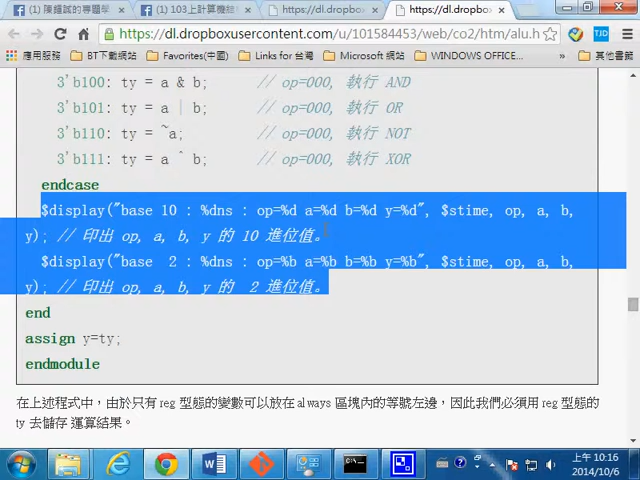 陳鍾誠的專題學
103上計算機結
https://dl.dropboxuserco
https://dl.dropboxuserco
https://dl.dropboxusercontent.com/u/101584453/web/co2/htm/alu.h
應用服務 BT下載網站 Favorites(中國) Links for 台灣 Microsoft 網站 WINDOWS OFFICE... » 其他書籤
3'b100: ty = a & b; // op=000, 執行 AND
3'b101: ty = a | b; // op=000, 執行 OR
3'b110: ty = ~a; // op=000, 執行 NOT
3'b111: ty = a ^ b; // op=000, 執行 XOR
endcase
$display("base 10 : %dns : op=%d a=%d b=%d y=%d", $stime, op, a, b,
y); // 印出 op, a, b, y 的 10 進位值。
$display("base  2 : %dns : op=%b a=%b b=%b y=%b", $stime, op, a, b,
y); // 印出 op, a, b, y 的  2 進位值。
end
assign y=ty;
endmodule
在上述程式中，由於只有 reg 型態的變數可以放在 always 區塊內的等號左邊，因此我們必須用 reg 型態的
ty 去儲存 運算結果。
上午 10:16
2014/10/6